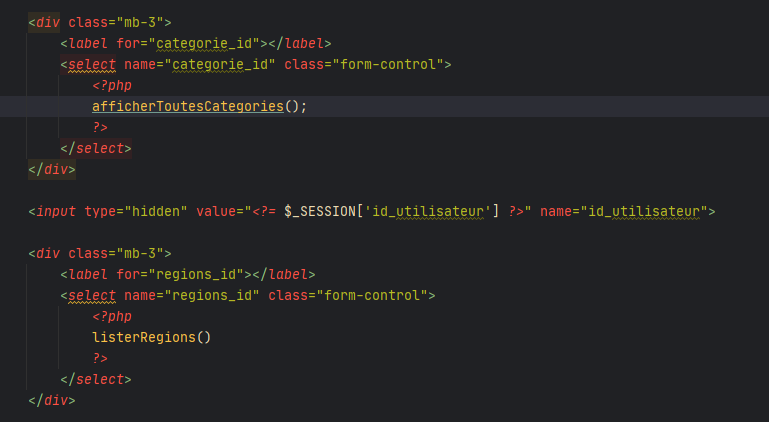 <div class="mb-3">
    <label for="categorie_id"></label>
    <select name="categorie_id" class="form-control">
        <?php
        afficherToutesCategories();
        ?>
    </select>
</div>

<input type="hidden" value="<?= $_SESSION['id_utilisateur'] ?>" name="id_utilisateur">

<div class="mb-3">
    <label for="regions_id"></label>
    <select name="regions_id" class="form-control">
        <?php
        listerRegions()
        ?>
    </select>
</div>